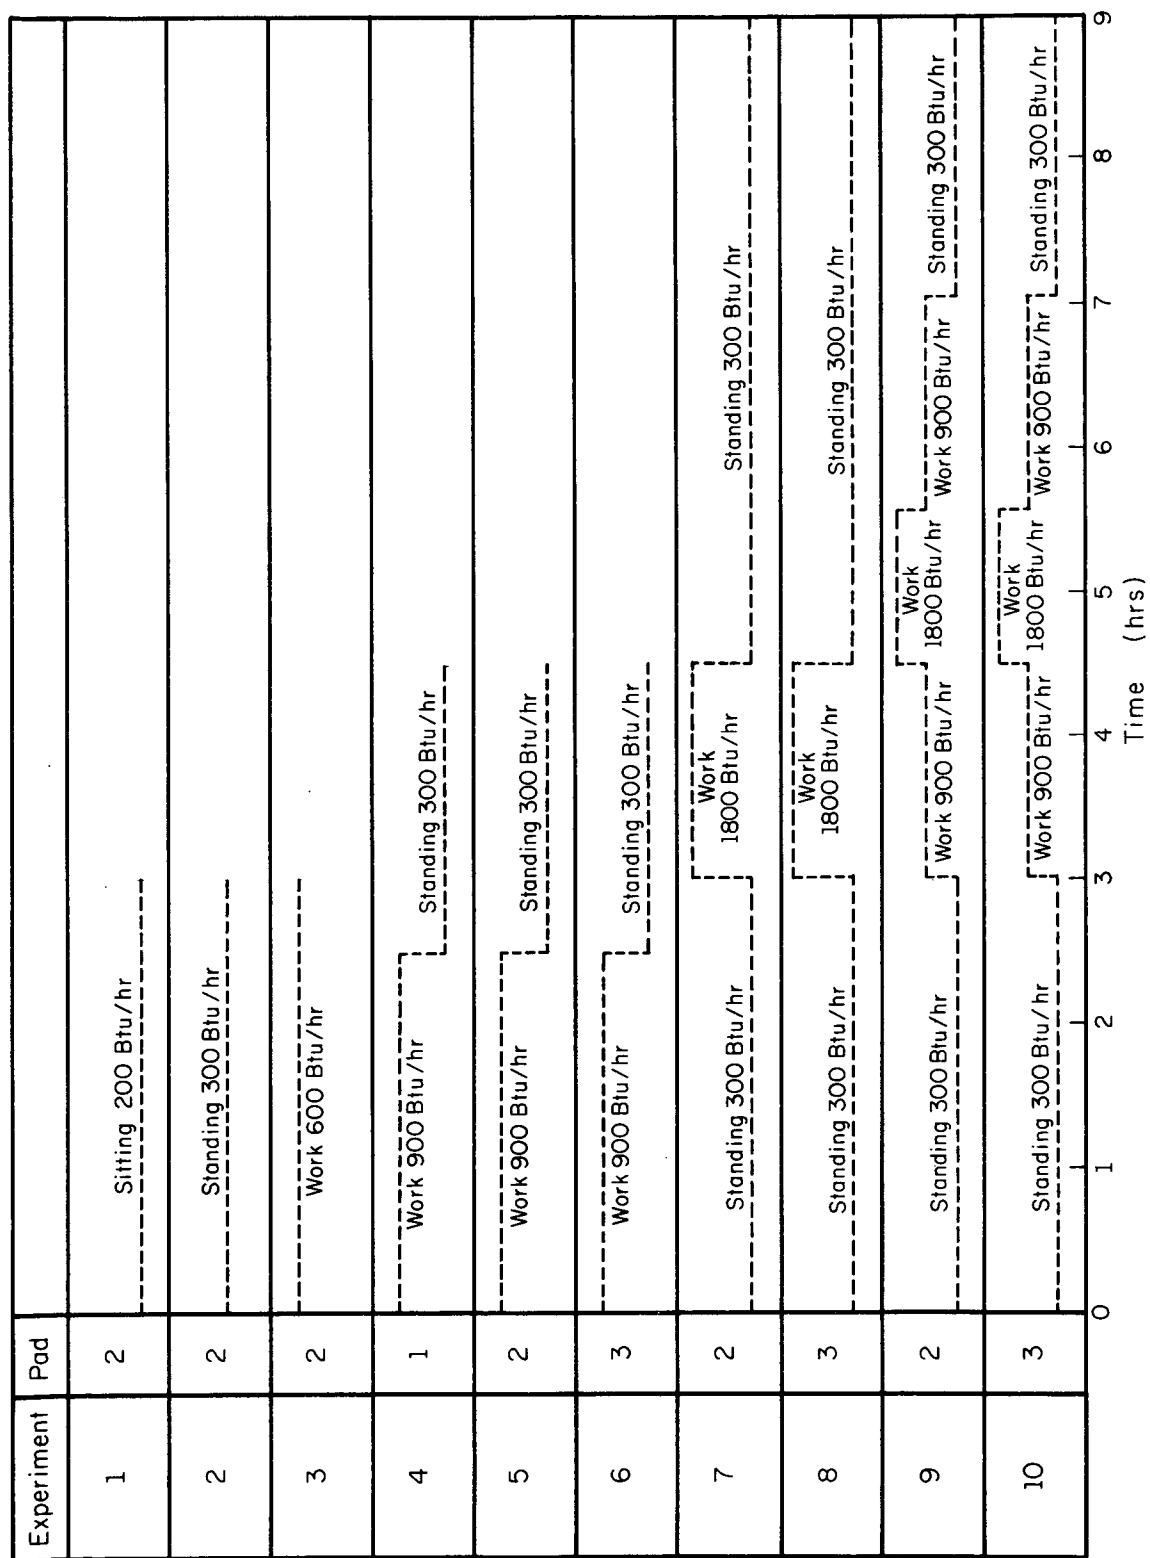 Experiment Pad
1 2 Sitting 200 Btu/hr
2 2 Standing 300 Btu/hr
3 2 Work 600 Btu/hr
4 1 Work 900 Btu/hr Standing 300 Btu/hr
5 2 Work 900 Btu/hr Standing 300 Btu/hr
6 3 Work 900 Btu/hr Standing 300 Btu/hr
7 2 Standing 300 Btu/hr Work 1800 Btu/hr Standing 300 Btu/hr
8 3 Standing 300 Btu/hr Work 1800 Btu/hr Standing 300 Btu/hr
9 2 Standing 300 Btu/hr Work 900 Btu/hr Work 1800 Btu/hr Work 900 Btu/hr Standing 300 Btu/hr
10 3 Standing 300 Btu/hr Work 900 Btu/hr Work 1800 Btu/hr Work 900 Btu/hr Standing 300 Btu/hr
0 1 2 3 4 5 6 7 8 9
Time (hrs)